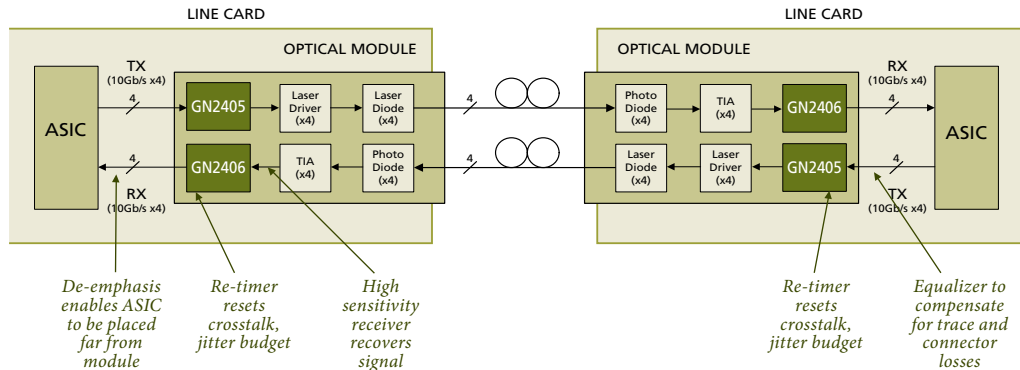 LINE CARD
LINE CARD
OPTICAL MODULE
OPTICAL MODULE
TX
(10Gb/s x4)
4
ASIC
GN2405
Laser
Driver
(x4)
Laser
Diode
(x4)
4
Photo
Diode
(x4)
TIA
(x4)
GN2406
RX
(10Gb/s x4)
4
ASIC
4
RX
(10Gb/s x4)
GN2406
TIA
(x4)
Photo
Diode
(x4)
4
Laser
Diode
(x4)
Laser
Driver
(x4)
GN2405
4
TX
(10Gb/s x4)
De-emphasis
enables ASIC
to be placed
far from
module
Re-timer
resets
crosstalk,
jitter budget
High
sensitivity
receiver
recovers
signal
Re-timer
resets
crosstalk,
jitter budget
Equalizer to
compensate
for trace and
connector
losses